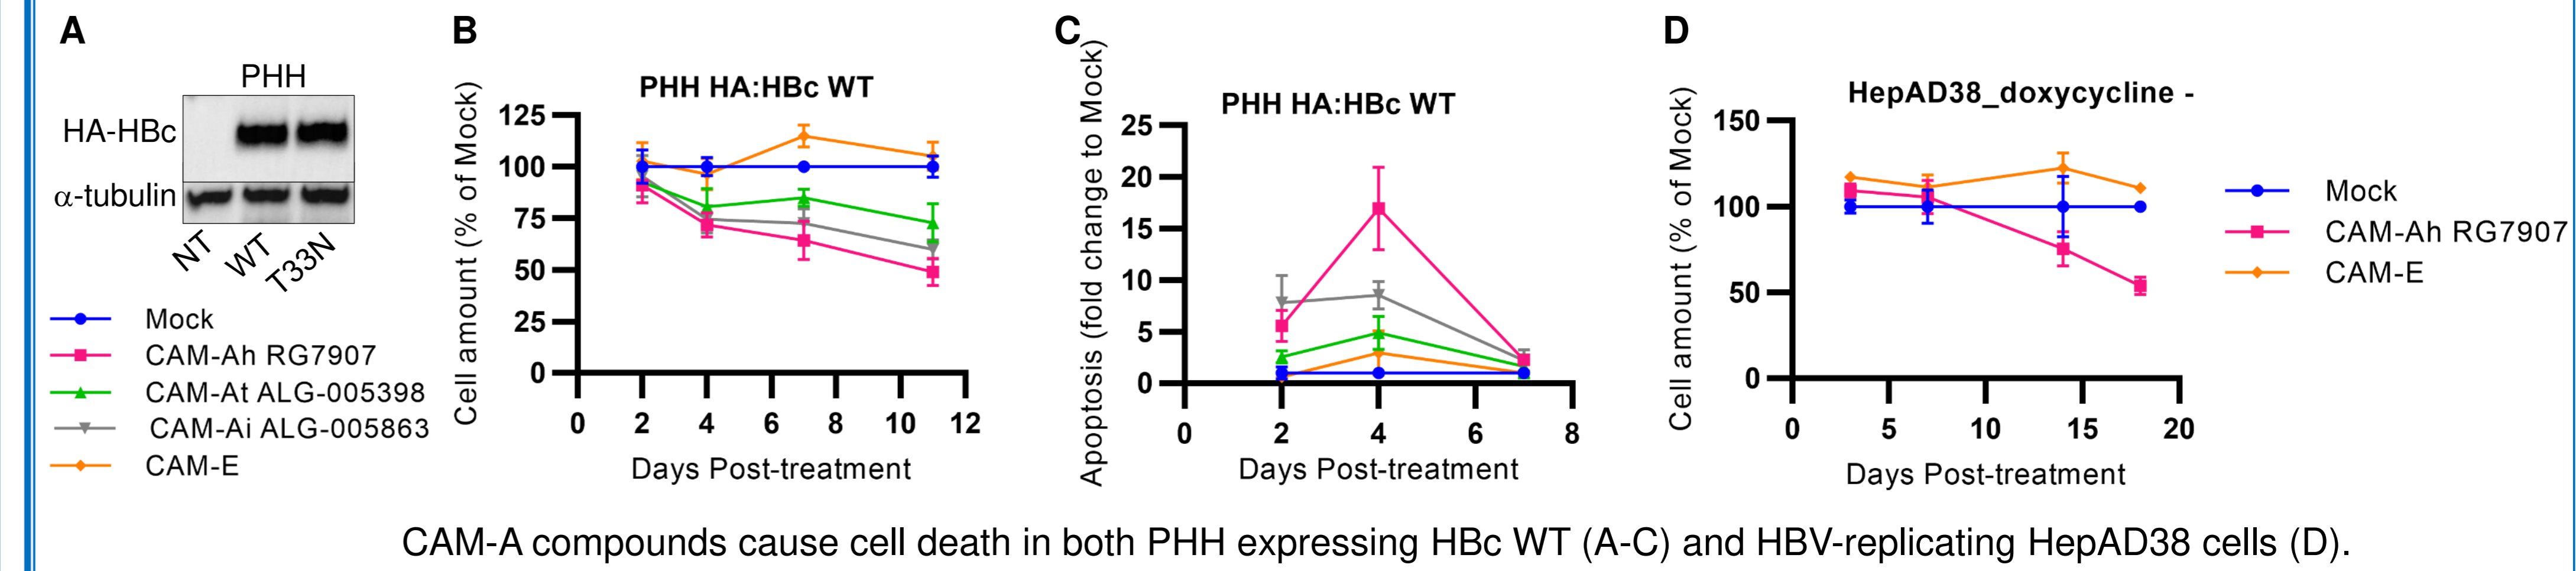 A
PHH
HA-HBc
α-tubulin
NT
WT
T33N
Mock
CAM-Ah RG7907
CAM-At ALG-005398
CAM-Ai ALG-005863
CAM-E
B
PHH HA:HBc WT
Cell amount (% of Mock)
125
100
75
50
25
0
0 2 4 6 8 10 12
Days Post-treatment
C
PHH HA:HBc WT
Apoptosis (fold change to Mock)
25
20
15
10
5
0
0 2 4 6 8
Days Post-treatment
D
HepAD38_doxycycline -
Cell amount (% of Mock)
150
100
50
0
0 5 10 15 20
Days Post-treatment
Mock
CAM-Ah RG7907
CAM-E
CAM-A compounds cause cell death in both PHH expressing HBc WT (A-C) and HBV-replicating HepAD38 cells (D).